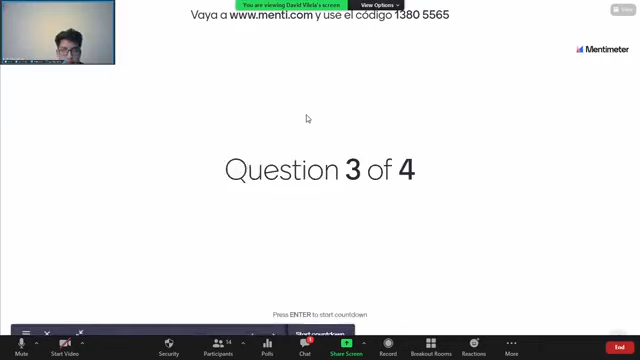 You are viewing David Vilela's screen
View Options
View
Vaya a www.menti.com y use el código 1380 5565
Mentimeter
Question 3 of 4
Press ENTER to start countdown
Start countdown
Mute
Start Video
Security
Participants
14
Polls
Chat
Share Screen
Record
Breakout Rooms
Reactions
More
End